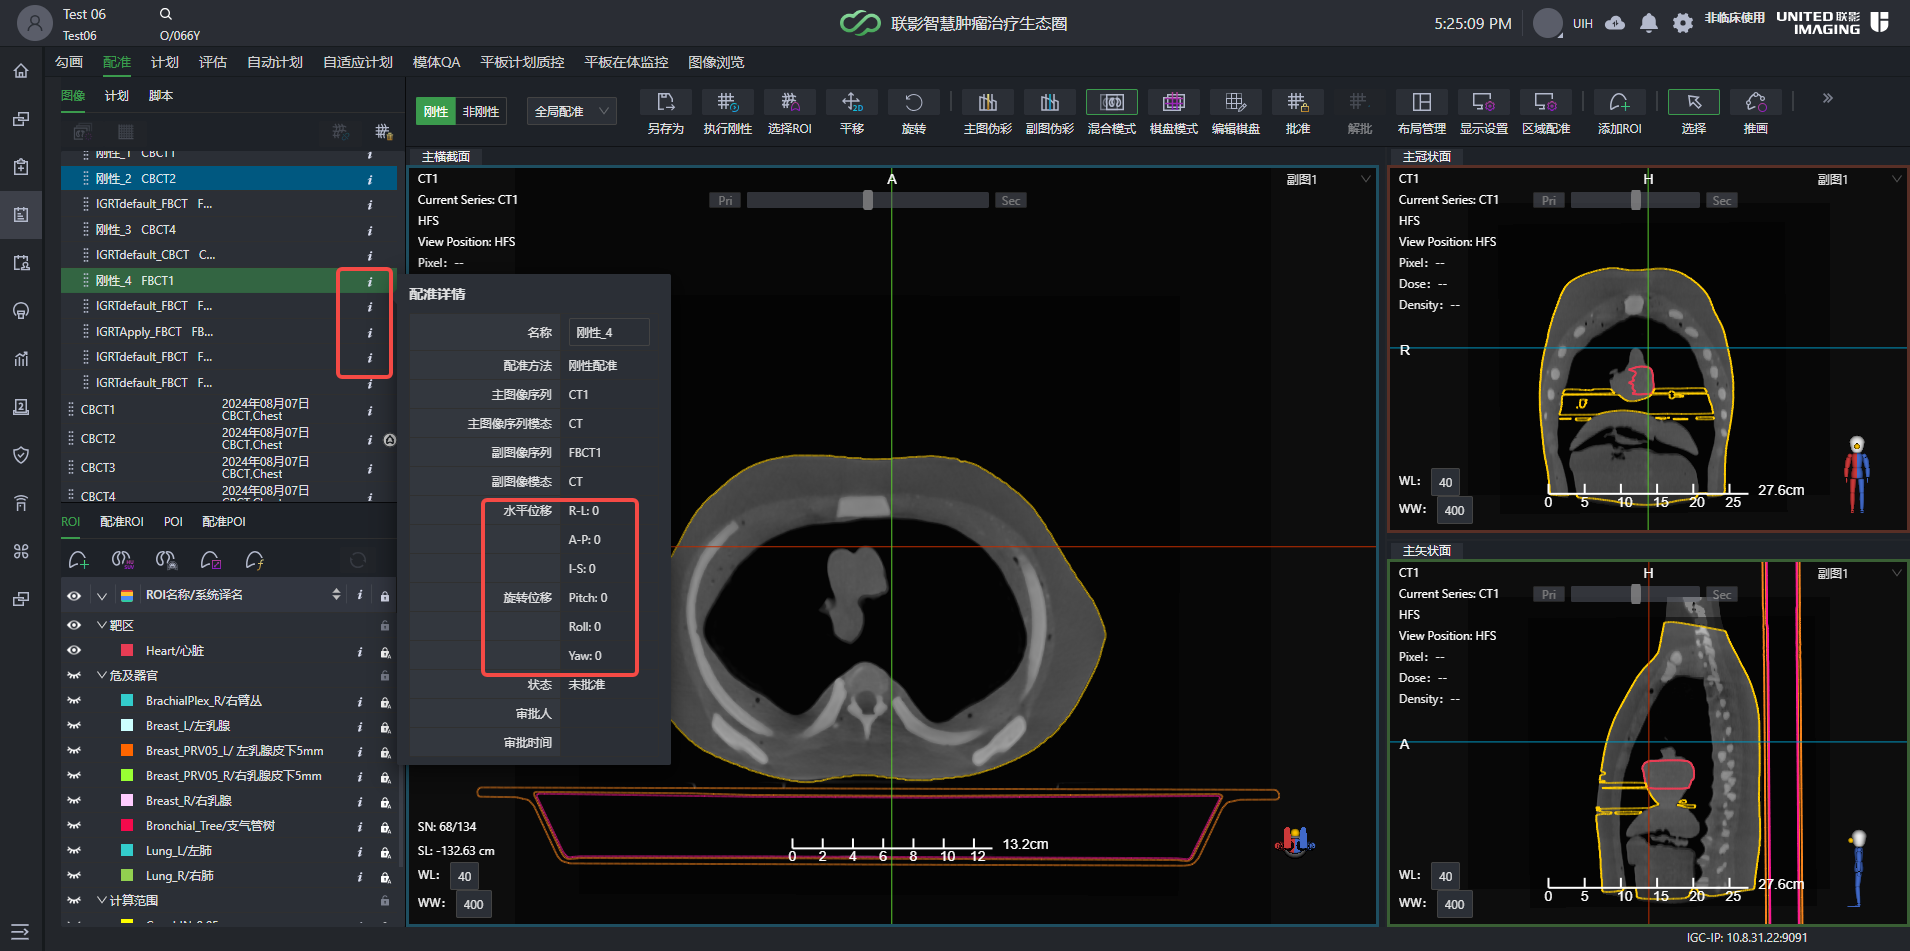 Test 06
Test06
O/066Y
联影智慧肿瘤治疗生态圈
5:25:09 PM
UIH
非临床使用
UNITED 联影
IMAGING
勾画 配准 计划 评估 自动计划 自适应计划 模体QA 平板计划质控 平板在体监控 图像浏览
图像 计划 脚本
刚性 非刚性 全局配准
另存为 执行刚性 选择ROI 平移 旋转 主图伪彩 副图伪彩 混合模式 棋盘模式 编辑棋盘 批准 解批 布局管理 显示设置 区域配准 添加ROI 选择 推画
刚性_1 CBCT1
刚性_2 CBCT2
IGRTdefault_FBCT F...
刚性_3 CBCT4
IGRTdefault_CBCT C...
刚性_4 FBCT1
IGRTdefault_FBCT F...
IGRTApply_FBCT FB...
IGRTdefault_FBCT F...
IGRTdefault_FBCT F...
CBCT1 2024年08月07日
CBCT,Chest
CBCT2 2024年08月07日
CBCT,Chest
CBCT3 2024年08月07日
CBCT,Chest
CBCT4 2024年08月07日
ROI 配准ROI POI 配准POI
ROI名称/系统译名
靶区
Heart/心脏
危及器官
BrachialPlex_R/右臂丛
Breast_L/左乳腺
Breast_PRV05_L/ 左乳腺皮下5mm
Breast_PRV05_R/右乳腺皮下5mm
Breast_R/右乳腺
Bronchial_Tree/支气管树
Lung_L/左肺
Lung_R/右肺
计算范围
配准详情
名称 刚性_4
配准方法 刚性配准
主图像序列 CT1
主图像序列模态 CT
副图像序列 FBCT1
副图像模态 CT
水平位移 R-L: 0
A-P: 0
I-S: 0
旋转位移 Pitch: 0
Roll: 0
Yaw: 0
状态 未批准
审批人
审批时间
主横截面
CT1
Current Series: CT1
HFS
View Position: HFS
Pixel: --
Pri Sec
A
副图1
SN: 68/134
SL: -132.63 cm
WL: 40
WW: 400
0 2 4 6 8 10 12 13.2cm
主冠状面
CT1
Current Series: CT1
HFS
View Position: HFS
Pixel: --
Dose: --
Density: --
Pri Sec
H
副图1
R
WL: 40
WW: 400
0 5 10 15 20 25 27.6cm
主矢状面
CT1
Current Series: CT1
HFS
View Position: HFS
Pixel: --
Dose: --
Density: --
Pri Sec
H
副图1
A
WL: 40
WW: 400
0 5 10 15 20 25 27.6cm
IGC-IP: 10.8.31.22:9091